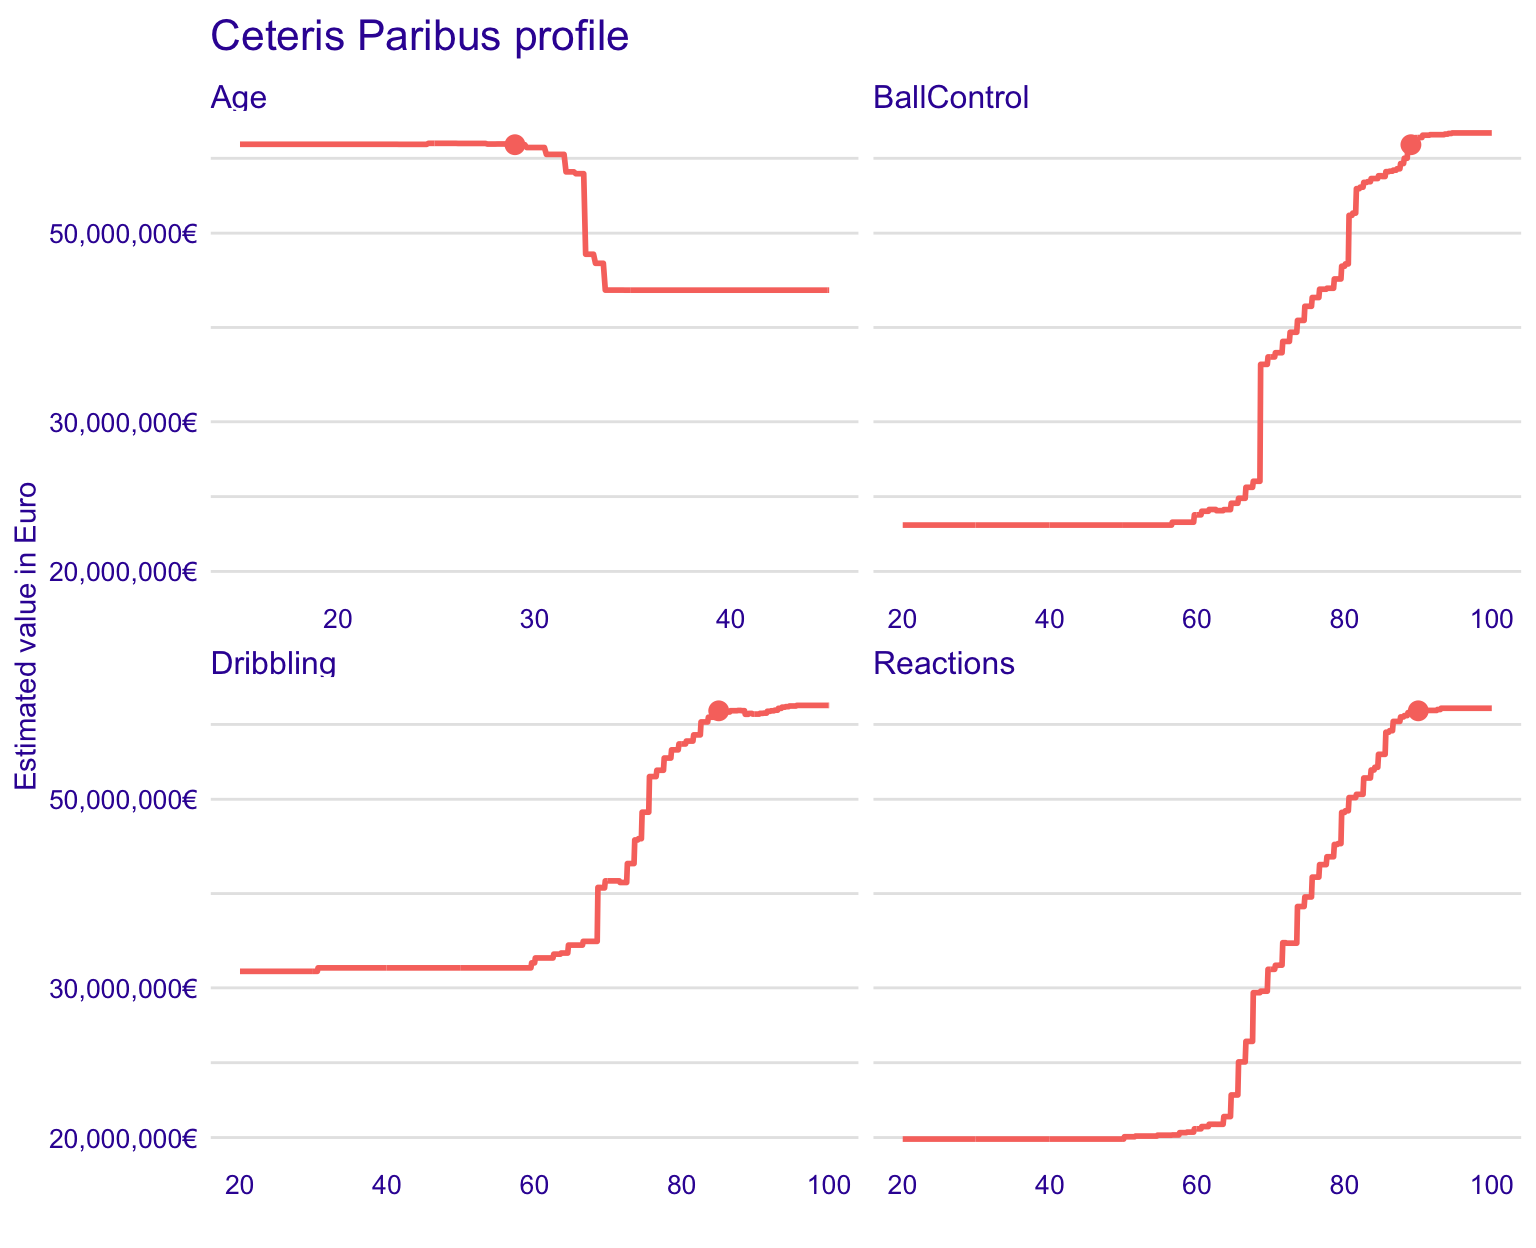 Ceteris Paribus profile
Age
BallControl
50,000,000€
30,000,000€
20,000,000€
20 30 40
20 40 60 80 100
Estimated value in Euro
Dribbling
Reactions
50,000,000€
30,000,000€
20,000,000€
20 40 60 80 100
20 40 60 80 100